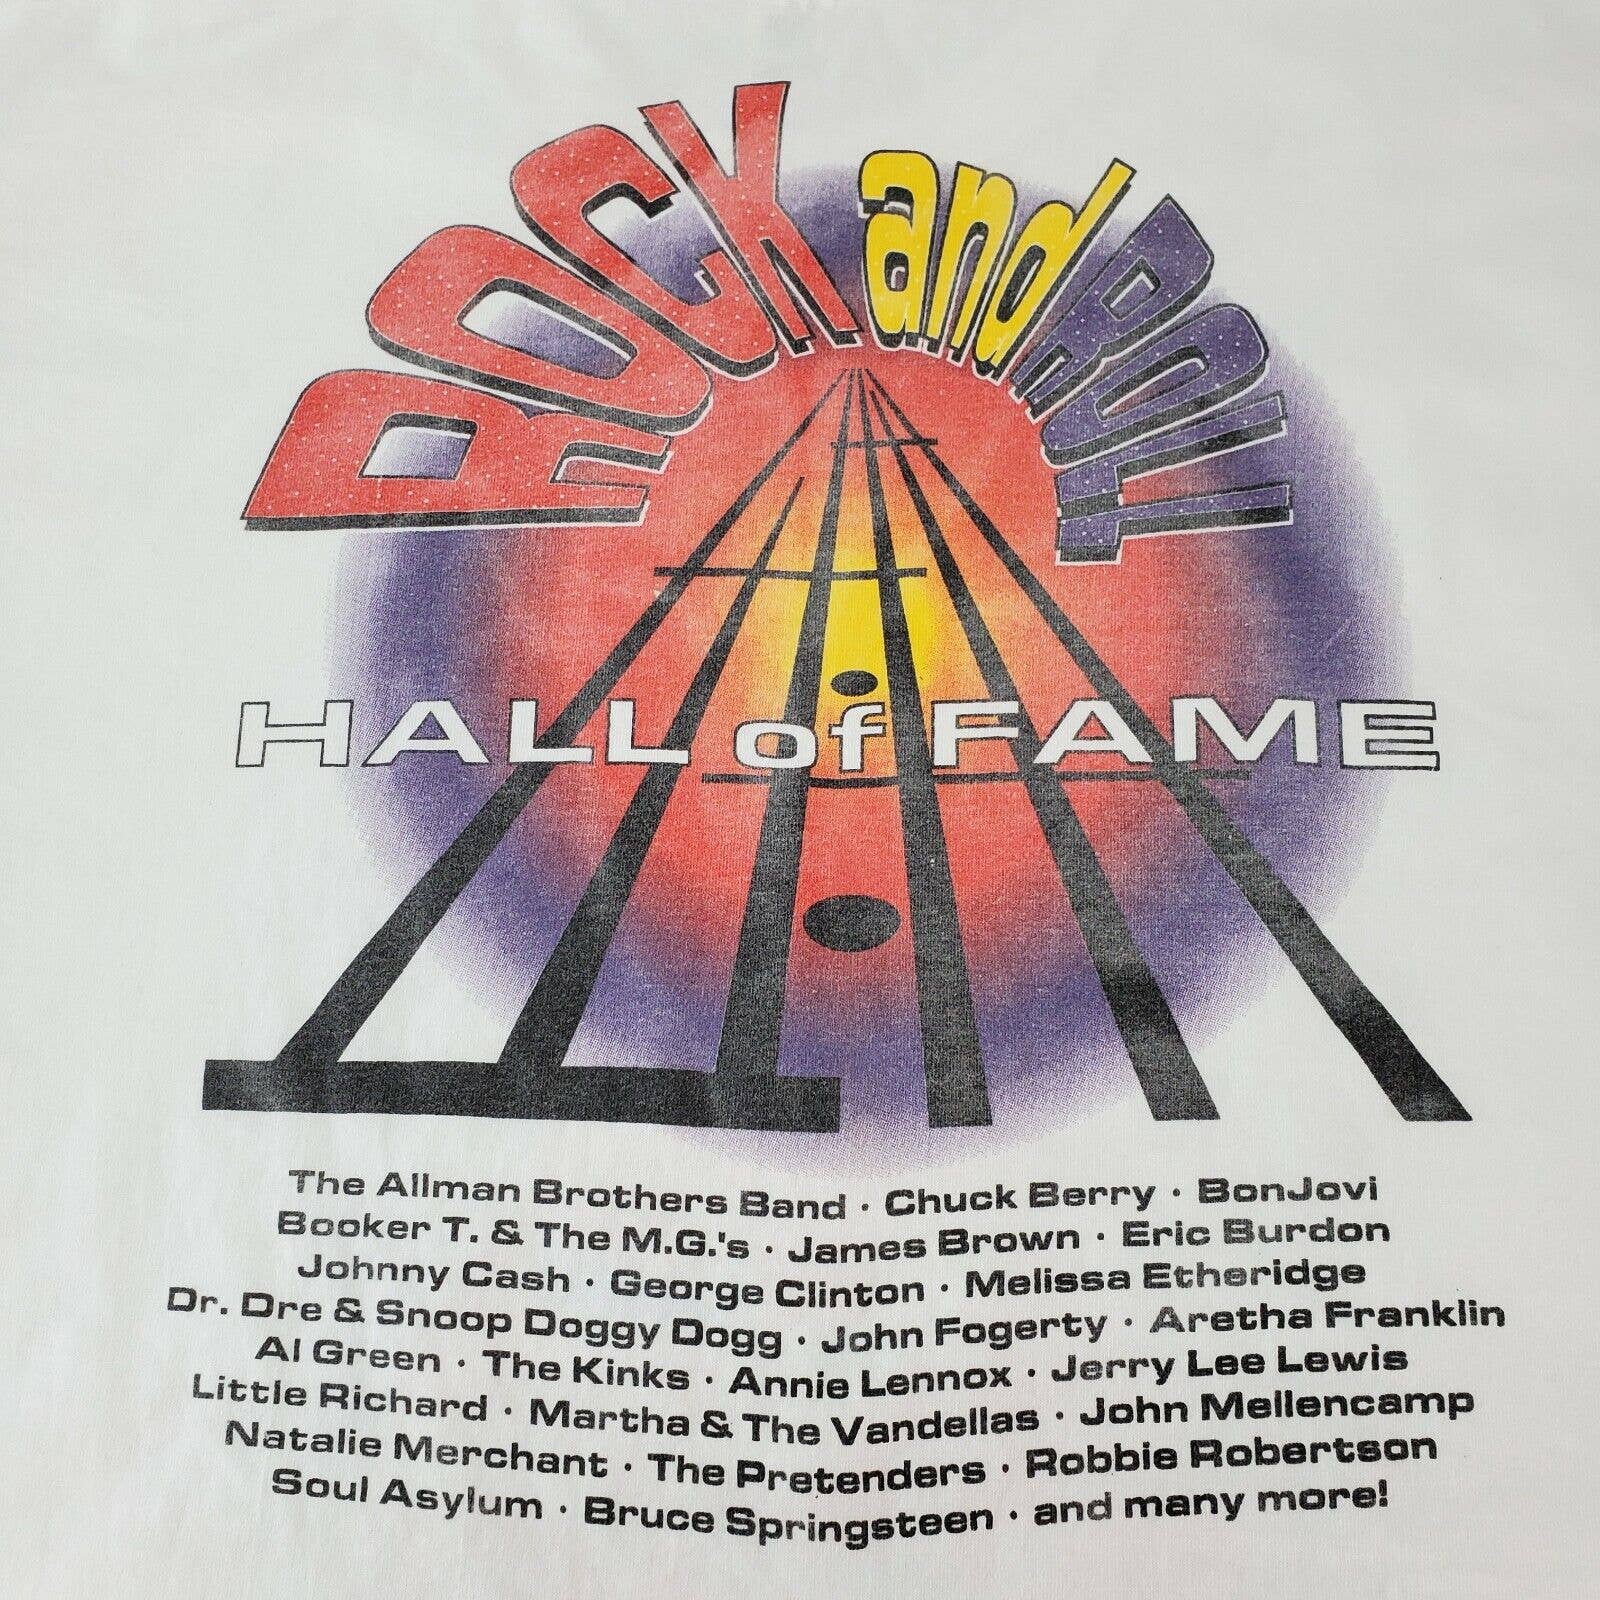 ROCK and ROLL
HALL of FAME
The Allman Brothers Band · Chuck Berry · BonJovi
Booker T. & The M.G.'s · James Brown · Eric Burdon
Johnny Cash · George Clinton · Melissa Etheridge
Dr. Dre & Snoop Doggy Dogg · John Fogerty · Aretha Franklin
Al Green · The Kinks · Annie Lennox · Jerry Lee Lewis
Little Richard · Martha & The Vandellas · John Mellencamp
Natalie Merchant · The Pretenders · Robbie Robertson
Soul Asylum · Bruce Springsteen · and many more!